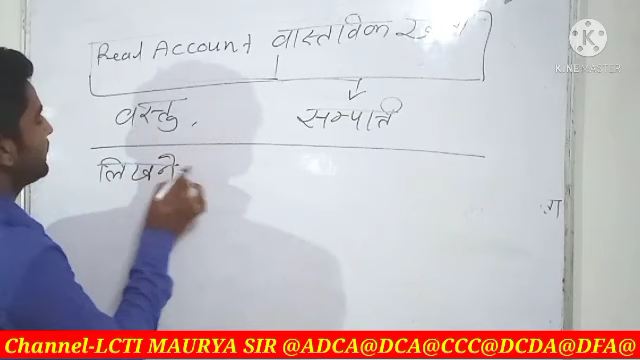 Real Account वास्तविक
वस्तु, सम्पत्ति
लिखने
ग
KINEMASTER
Channel-LCTI MAURYA SIR @ADCA@DCA@CCC@DCDA@DFA@